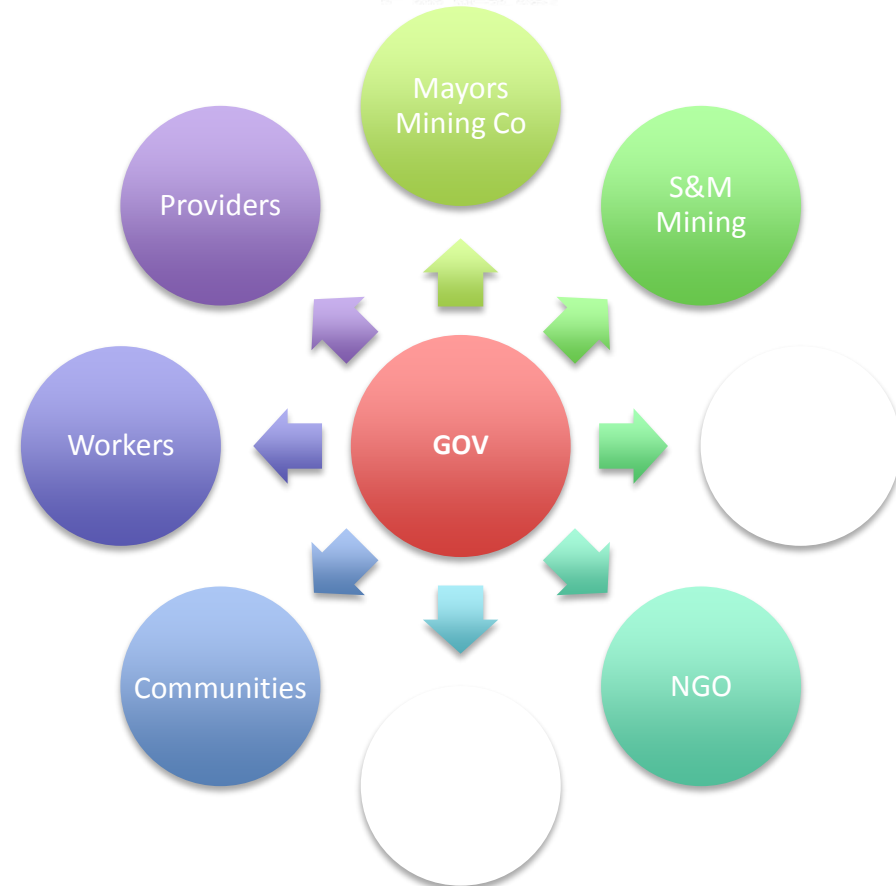 Mayors
Mining Co
S&M
Mining
Providers
Workers
GOV
Communities
NGO